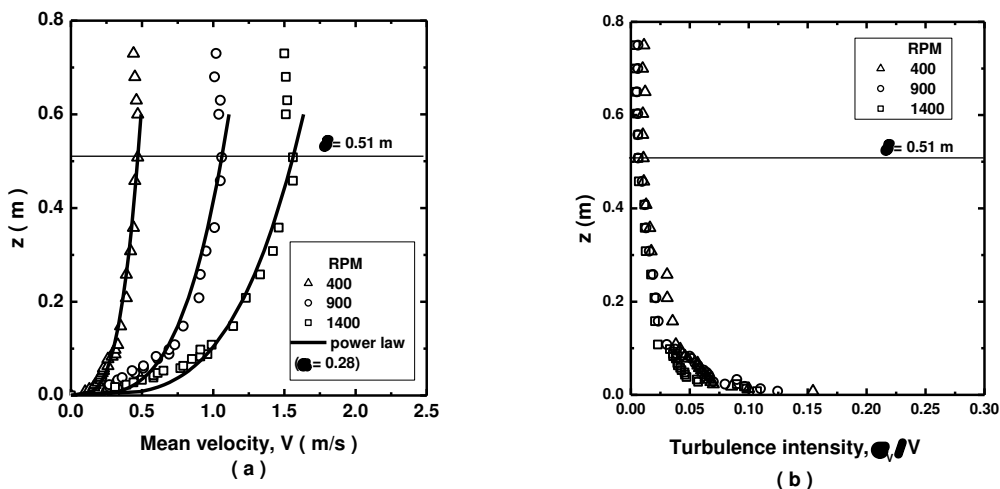 0.8
0.6
0.4
0.2
0.0
z ( m )
0.0 0.5 1.0 1.5 2.0 2.5
Mean velocity, V ( m/s )
( a )
= 0.51 m
RPM
400
900
1400
power law
( = 0.28)
0.8
0.6
0.4
0.2
0.0
z (m)
0.00 0.05 0.10 0.15 0.20 0.25 0.30
Turbulence intensity, V /V
( b )
RPM
400
900
1400
= 0.51 m